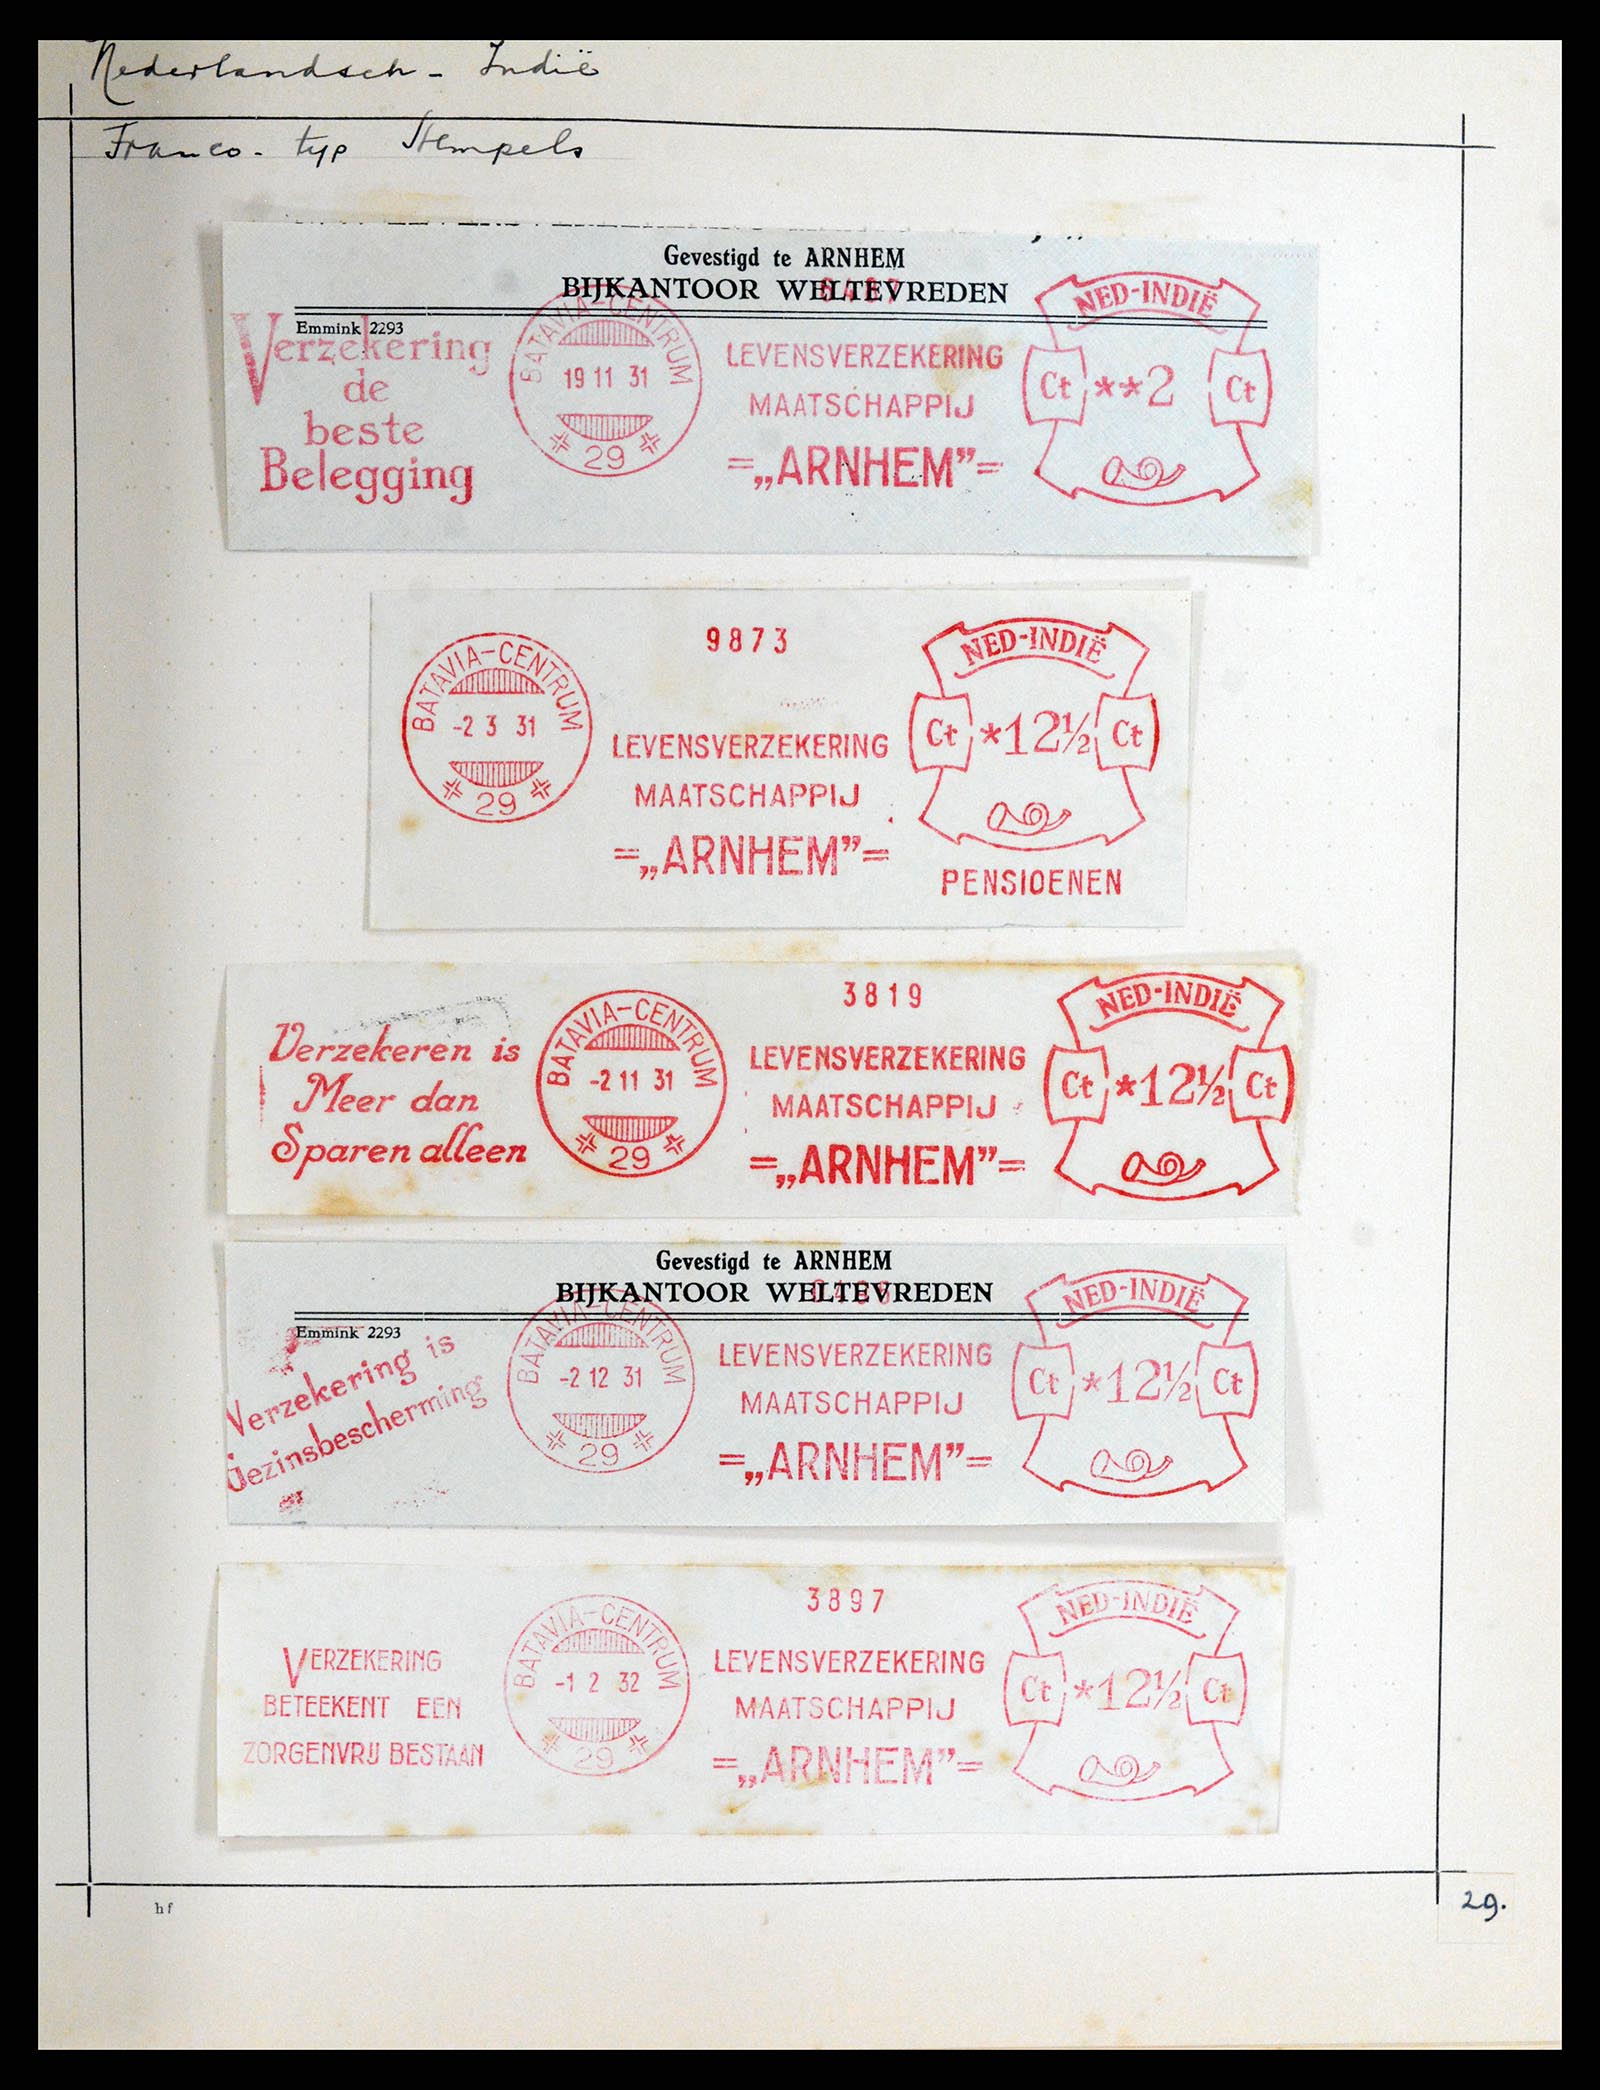 Nederlandsch - Indië
Franco - typ Stempels
Gevestigd te ARNHEM
BIJKANTOOR WELTEVREDEN
Emmink 2293
Verzekering
de
beste
Belegging
BATAVIA-CENTRUM
19 11 31
29
LEVENSVERZEKERING
MAATSCHAPPIJ
=„ARNHEM”=
NED-INDIË
Ct **2 Ct
BATAVIA-CENTRUM
-2 3 31
29
9873
LEVENSVERZEKERING
MAATSCHAPPIJ
=„ARNHEM”=
NED-INDIË
Ct *12½ Ct
PENSIOENEN
Verzekeren is
Meer dan
Sparen alleen
BATAVIA-CENTRUM
-2 11 31
29
3819
LEVENSVERZEKERING
MAATSCHAPPIJ
=„ARNHEM”=
NED-INDIË
Ct *12½ Ct
Gevestigd te ARNHEM
BIJKANTOOR WELTEVREDEN
Emmink 2293
Verzekering is
Gezinsbescherming
BATAVIA-CENTRUM
-2 12 31
29
LEVENSVERZEKERING
MAATSCHAPPIJ
=„ARNHEM”=
NED-INDIË
Ct *12½ Ct
VERZEKERING
BETEEKENT EEN
ZORGENVRIJ BESTAAN
BATAVIA-CENTRUM
-1 2 32
29
3897
LEVENSVERZEKERING
MAATSCHAPPIJ
=„ARNHEM”=
NED-INDIË
Ct *12½ Ct
hf
29.